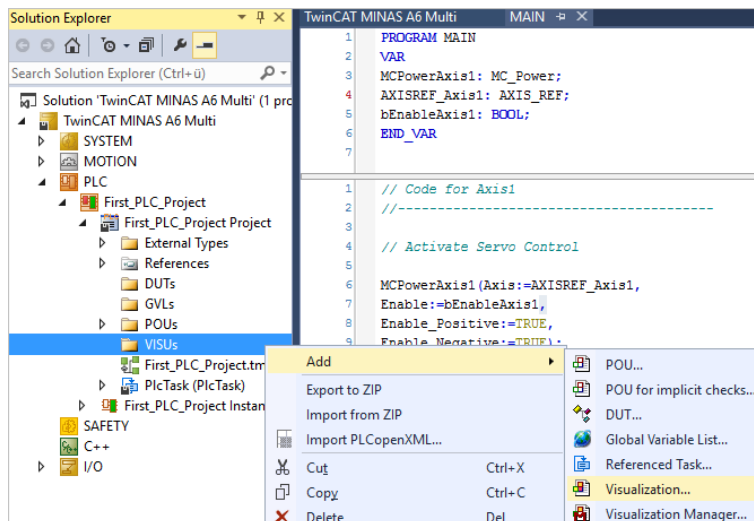 Solution Explorer
Search Solution Explorer (Ctrl+ü)
Solution 'TwinCAT MINAS A6 Multi' (1 pro
TwinCAT MINAS A6 Multi
SYSTEM
MOTION
PLC
First_PLC_Project
First_PLC_Project Project
External Types
References
DUTs
GVLs
POUs
VISUs
First_PLC_Project.tm
PlcTask (PlcTask)
First_PLC_Project Instan
SAFETY
C++
I/O
TwinCAT MINAS A6 Multi MAIN
1 PROGRAM MAIN
2 VAR
3 MCPowerAxis1: MC_Power;
4 AXISREF_Axis1: AXIS_REF;
5 bEnableAxis1: BOOL;
6 END_VAR
7
1 // Code for Axis1
2 //----------------------------------------
3
4 // Activate Servo Control
5
6 MCPowerAxis1(Axis:=AXISREF_Axis1,
7 Enable:=bEnableAxis1,
8 Enable_Positive:=TRUE,
9 Enable_Negative:=TRUE);
Add
Export to ZIP
Import from ZIP
Import PLCopenXML...
Cut Ctrl+X
Copy Ctrl+C
Delete Del
POU...
POU for implicit checks...
DUT...
Global Variable List...
Referenced Task...
Visualization...
Visualization Manager...